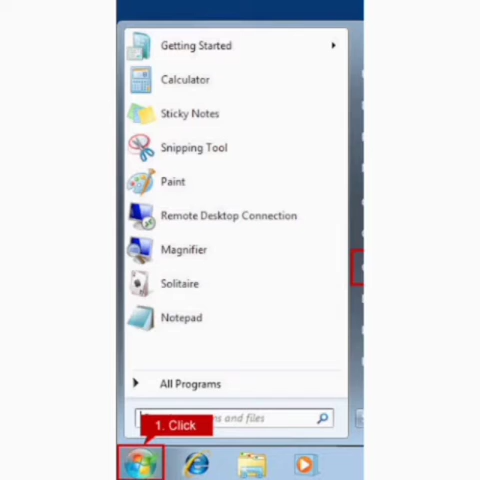 Getting Started
Calculator
Sticky Notes
Snipping Tool
Paint
Remote Desktop Connection
Magnifier
Solitaire
Notepad
All Programs
and files
1. Click